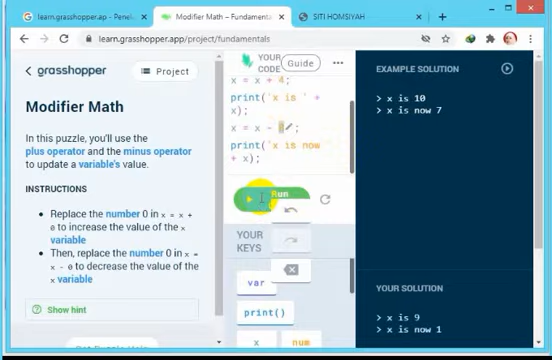 learn.grasshopper.app - Penel
Modifier Math – Fundamental
SITI HOMSIYAH
learn.grasshopper.app/project/fundamentals
grasshopper
Project
Modifier Math
In this puzzle, you'll use the
plus operator and the minus operator
to update a variable's value.
INSTRUCTIONS
Replace the number 0 in x = x +
0 to increase the value of the x
variable
Then, replace the number 0 in x =
x - 0 to decrease the value of the
x variable
Show hint
YOUR
CODE
Guide
x = x + 4;
print('x is ' +
x);
x = x -
print('x is now
+ x);
Run
YOUR
KEYS
var
print()
x
num
EXAMPLE SOLUTION
> x is 10
> x is now 7
YOUR SOLUTION
> x is 9
> x is now 1